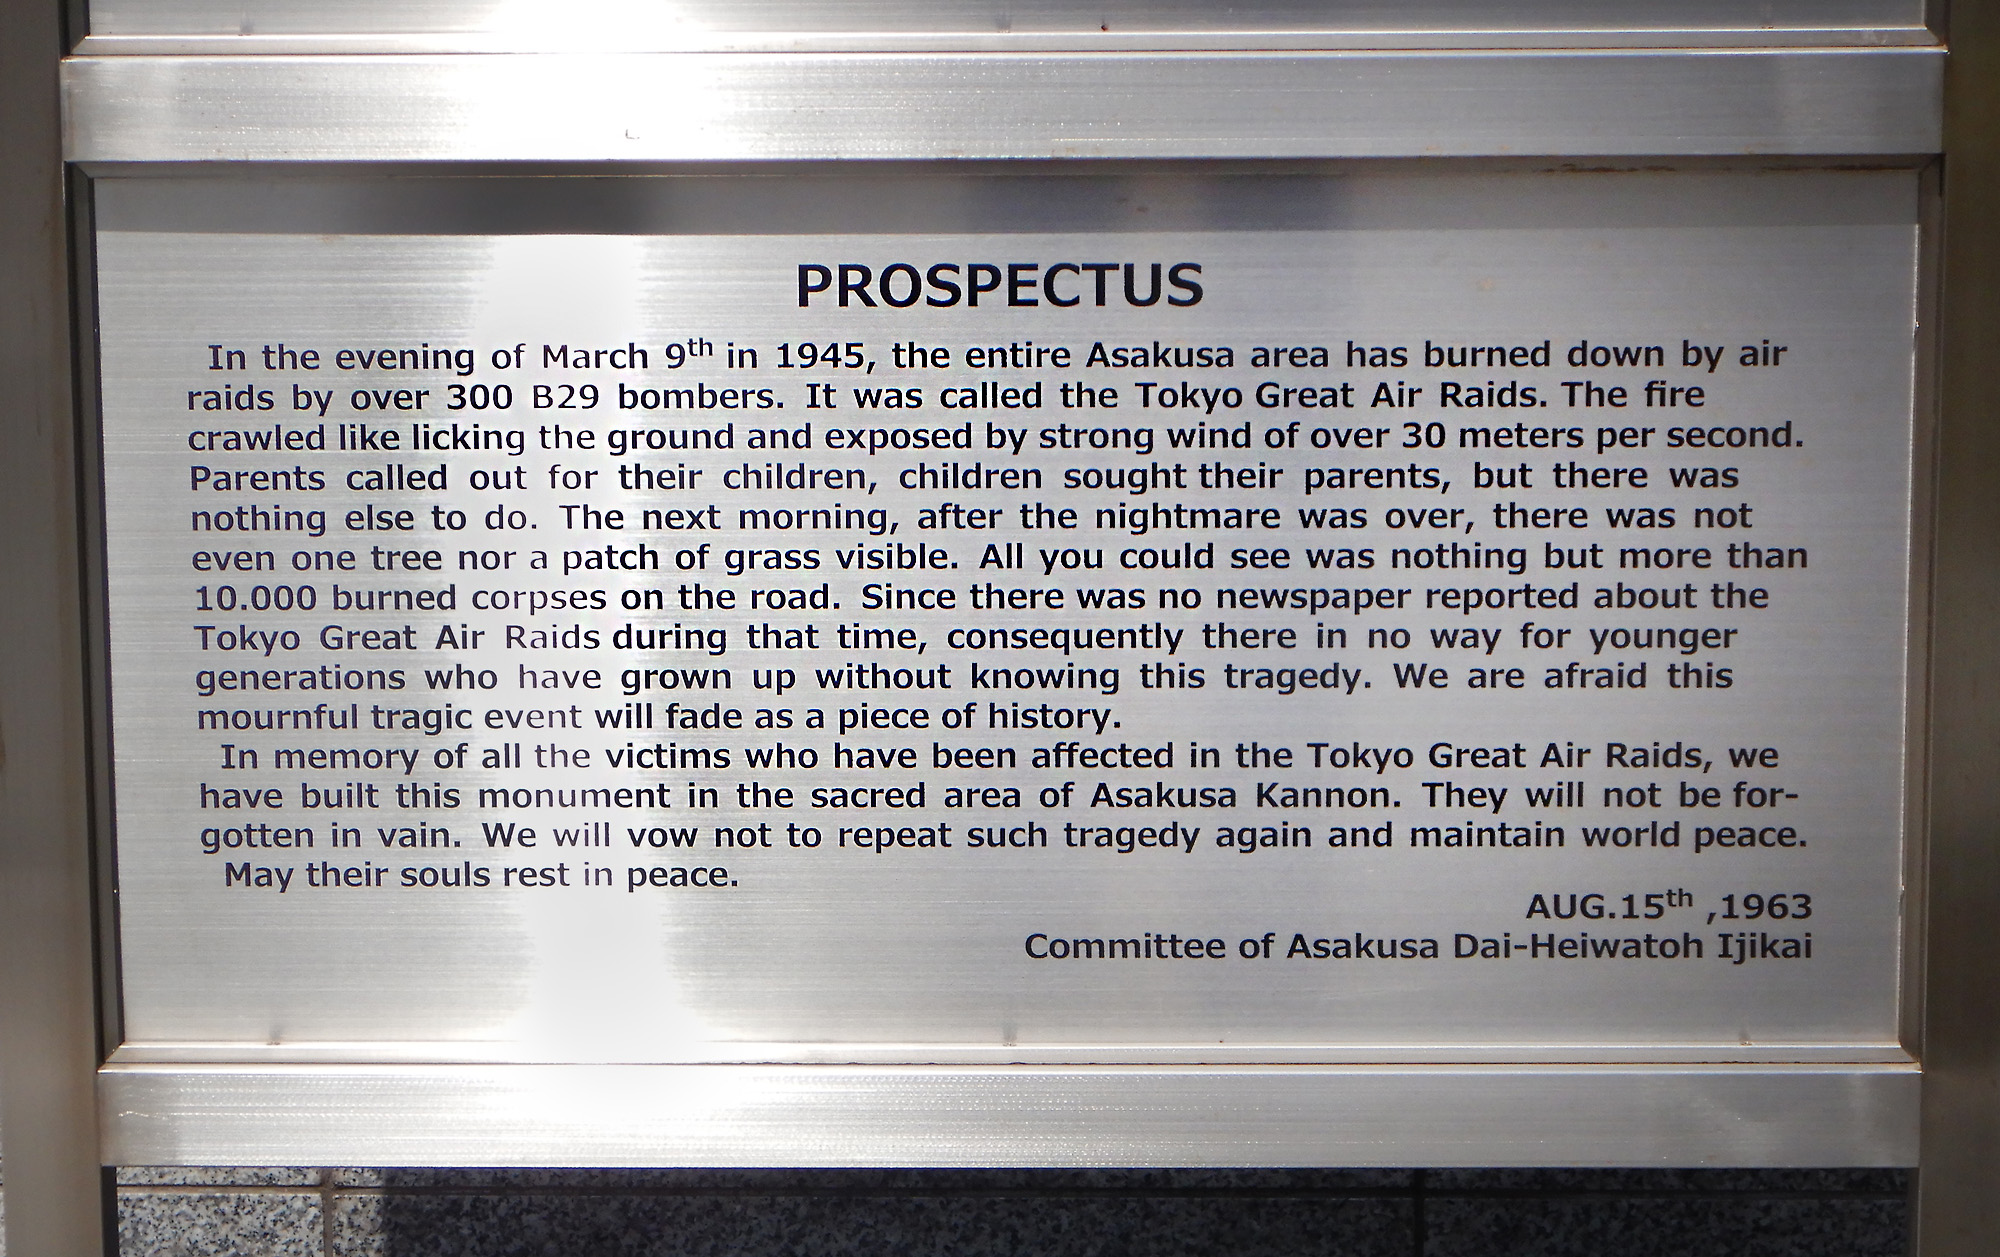 PROSPECTUS
In the evening of March 9th in 1945, the entire Asakusa area has burned down by air
raids by over 300 B29 bombers. It was called the Tokyo Great Air Raids. The fire
crawled like licking the ground and exposed by strong wind of over 30 meters per second.
Parents called out for their children, children sought their parents, but there was
nothing else to do. The next morning, after the nightmare was over, there was not
even one tree nor a patch of grass visible. All you could see was nothing but more than
10.000 burned corpses on the road. Since there was no newspaper reported about the
Tokyo Great Air Raids during that time, consequently there in no way for younger
generations who have grown up without knowing this tragedy. We are afraid this
mournful tragic event will fade as a piece of history.
In memory of all the victims who have been affected in the Tokyo Great Air Raids, we
have built this monument in the sacred area of Asakusa Kannon. They will not be for-
gotten in vain. We will vow not to repeat such tragedy again and maintain world peace.
May their souls rest in peace.
AUG.15th ,1963
Committee of Asakusa Dai-Heiwatoh Ijikai